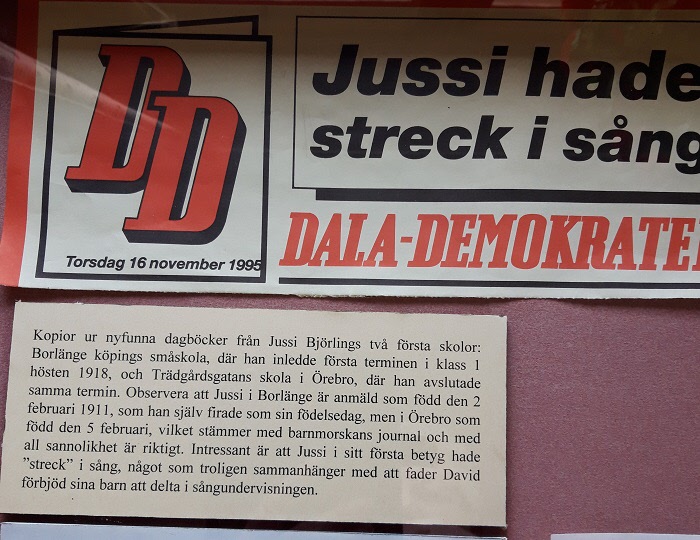 DD
Torsdag 16 november 1995
Jussi hade
streck i sång
DALA-DEMOKRATE
Kopior ur nyfunna dagböcker från Jussi Björlings två första skolor:
Borlänge köpings småskola, där han inledde första terminen i klass 1
hösten 1918, och Trädgårdsgatans skola i Örebro, där han avslutade
samma termin. Observera att Jussi i Borlänge är anmäld som född den 2
februari 1911, som han själv firade som sin födelsedag, men i Örebro som
född den 5 februari, vilket stämmer med barnmorskans journal och med
all sannolikhet är riktigt. Intressant är att Jussi i sitt första betyg hade
”streck” i sång, något som troligen sammanhänger med att fader David
förbjöd sina barn att delta i sångundervisningen.